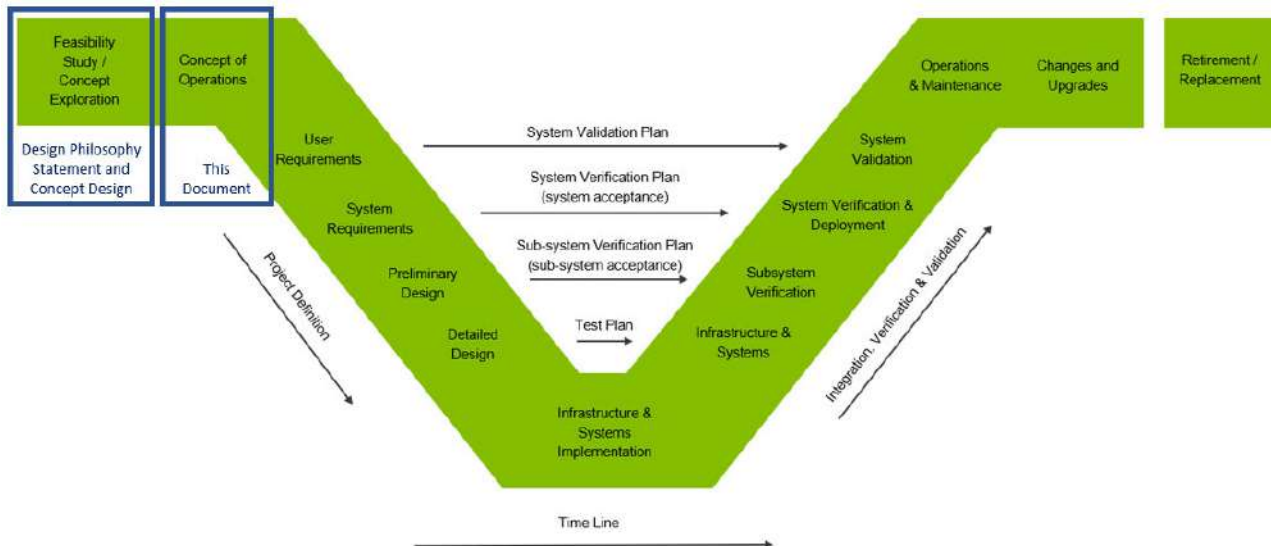 Feasibility
Study /
Concept
Exploration
Concept of
Operations
Design Philosophy
Statement and
Concept Design
This
Document
User
Requirements
System
Requirements
Preliminary
Design
Detailed
Design
Project Definition
System Validation Plan
System Verification Plan
(system acceptance)
Sub-system Verification Plan
(sub-system acceptance)
Test Plan
Infrastructure &
Systems
Implementation
Infrastructure &
Systems
Subsystem
Verification
System Verification &
Deployment
System
Validation
Operations
& Maintenance
Changes and
Upgrades
Retirement /
Replacement
Integration, Verification & Validation
Time Line